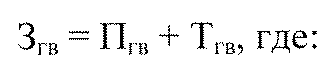 Згв = Пгв + Тгв, где: